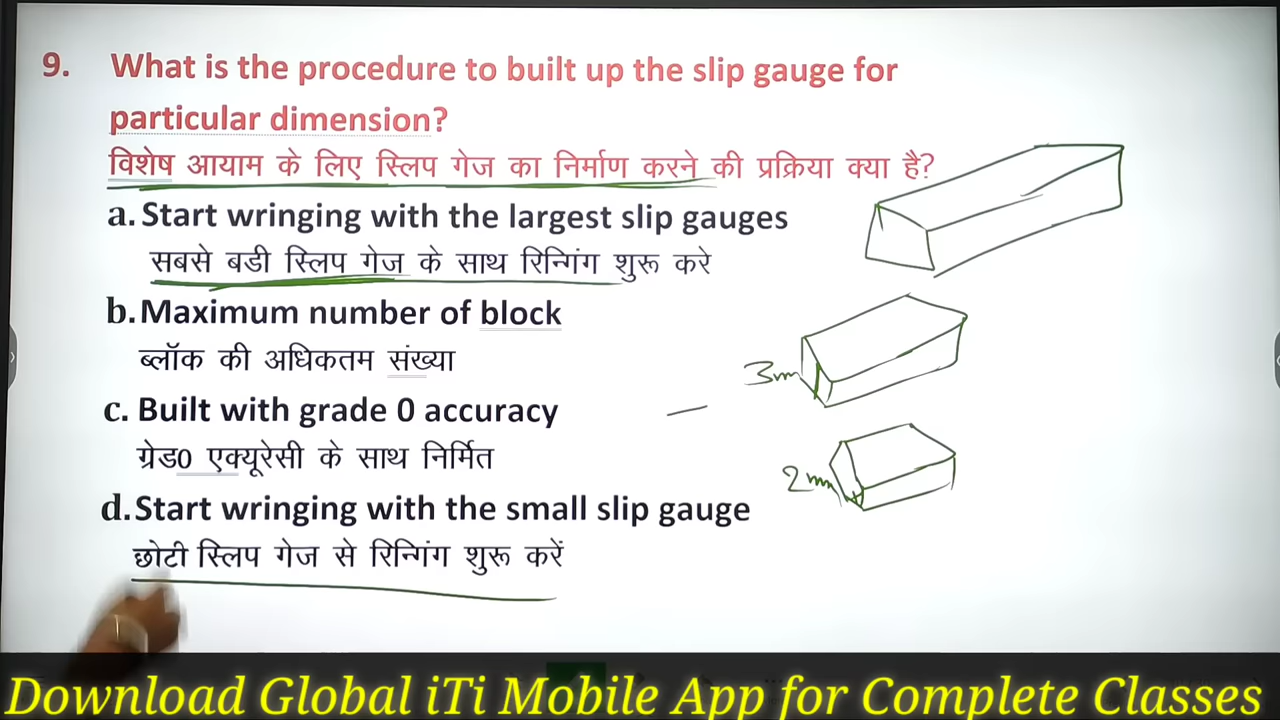 9. What is the procedure to built up the slip gauge for
particular dimension?
विशेष आयाम के लिए स्लिप गेज का निर्माण करने की प्रक्रिया क्या है?
a. Start wringing with the largest slip gauges
सबसे बडी स्लिप गेज के साथ रिन्गिंग शुरू करे
b. Maximum number of block
ब्लॉक की अधिकतम संख्या
3mm
c. Built with grade 0 accuracy
ग्रेड0 एक्यूरेसी के साथ निर्मित
2mm
d. Start wringing with the small slip gauge
छोटी स्लिप गेज से रिन्गिंग शुरू करें
Download Global iTi Mobile App for Complete Classes